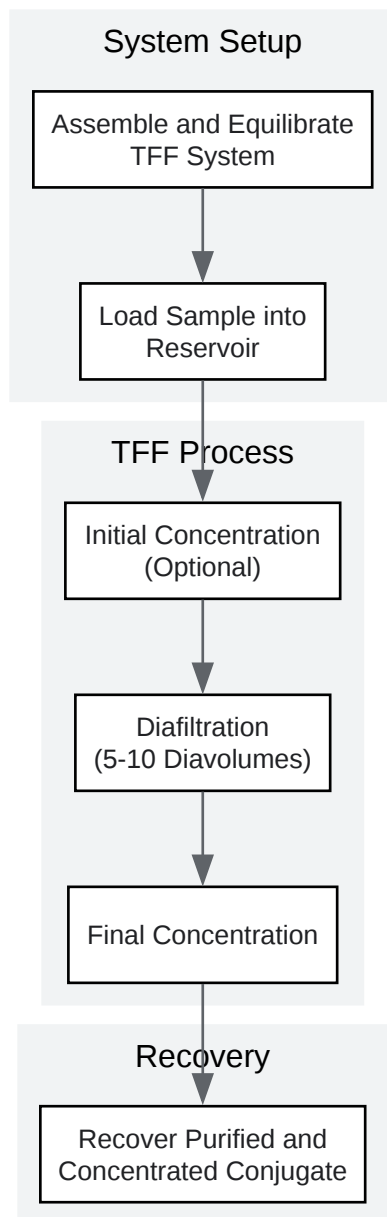 System Setup
Assemble and Equilibrate
TFF System
Load Sample into
Reservoir
TFF Process
Initial Concentration
(Optional)
Diafiltration
(5-10 Diavolumes)
Final Concentration
Recovery
Recover Purified and
Concentrated Conjugate